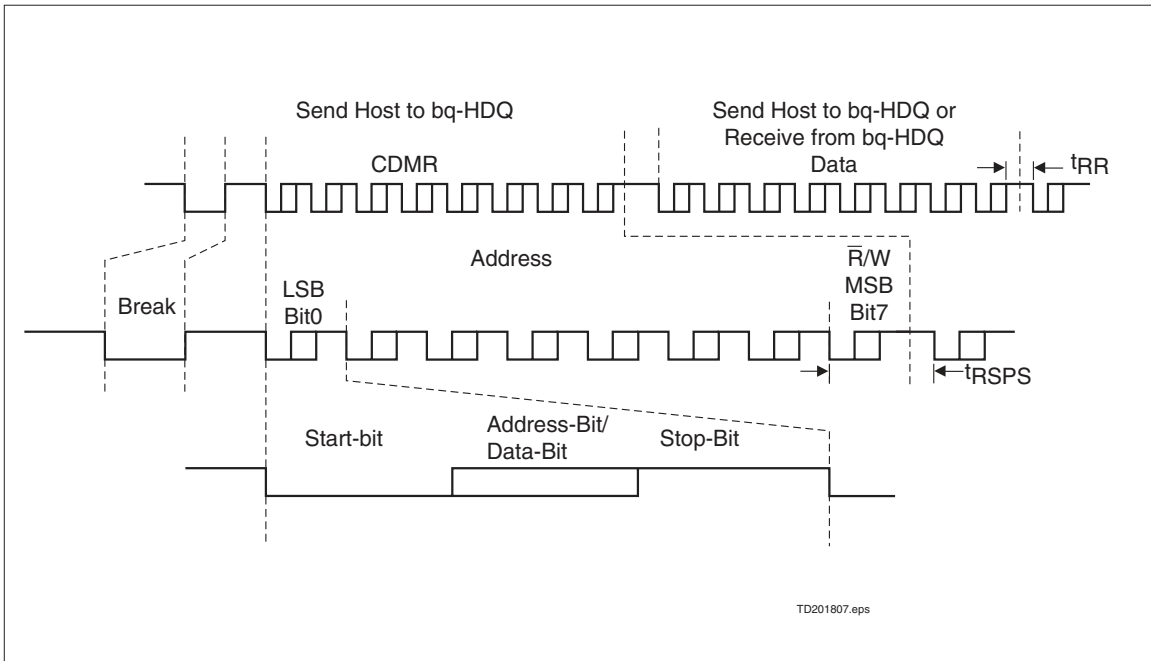 Send Host to bq-HDQ
Send Host to bq-HDQ or
Receive from bq-HDQ
CDMR
Data
tRR
Address
R̅/W
MSB
Bit7
LSB
Bit0
Break
tRSPS
Start-bit
Address-Bit/
Data-Bit
Stop-Bit
TD201807.eps